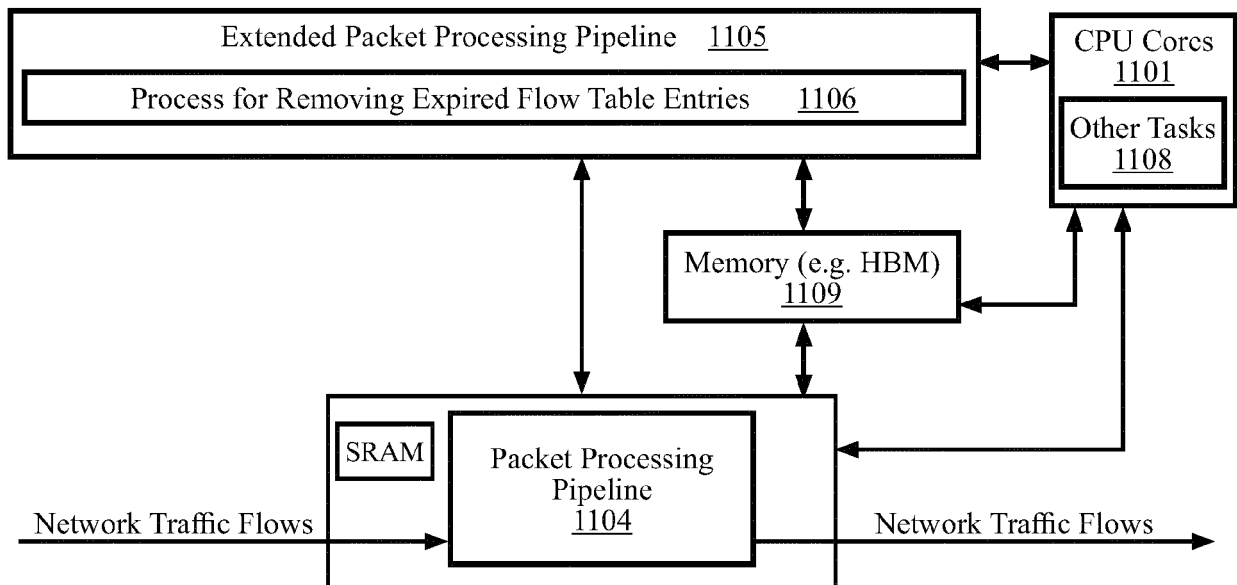 Extended Packet Processing Pipeline 1105
Process for Removing Expired Flow Table Entries 1106
CPU Cores
1101
Other Tasks
1108
Memory (e.g. HBM)
1109
SRAM
Packet Processing
Pipeline
1104
Network Traffic Flows
Network Traffic Flows